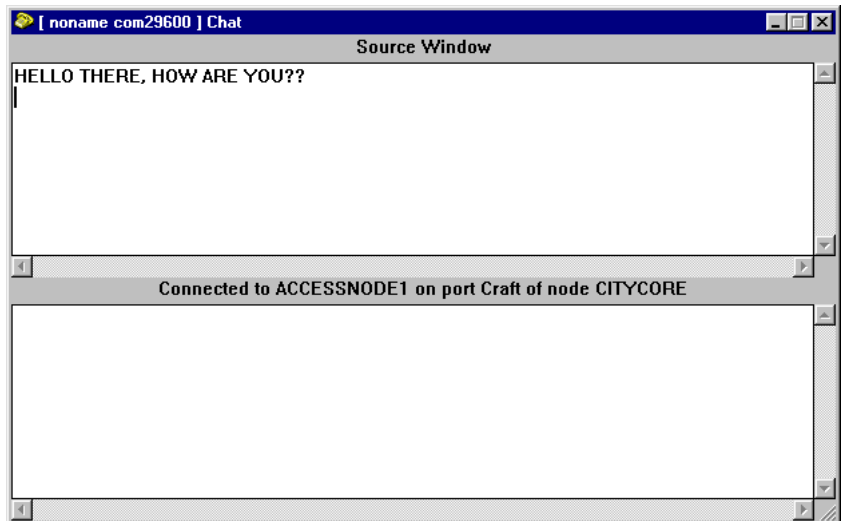 [ noname com29600 ] Chat
Source Window
HELLO THERE, HOW ARE YOU??
Connected to ACCESSNODE1 on port Craft of node CITYCORE